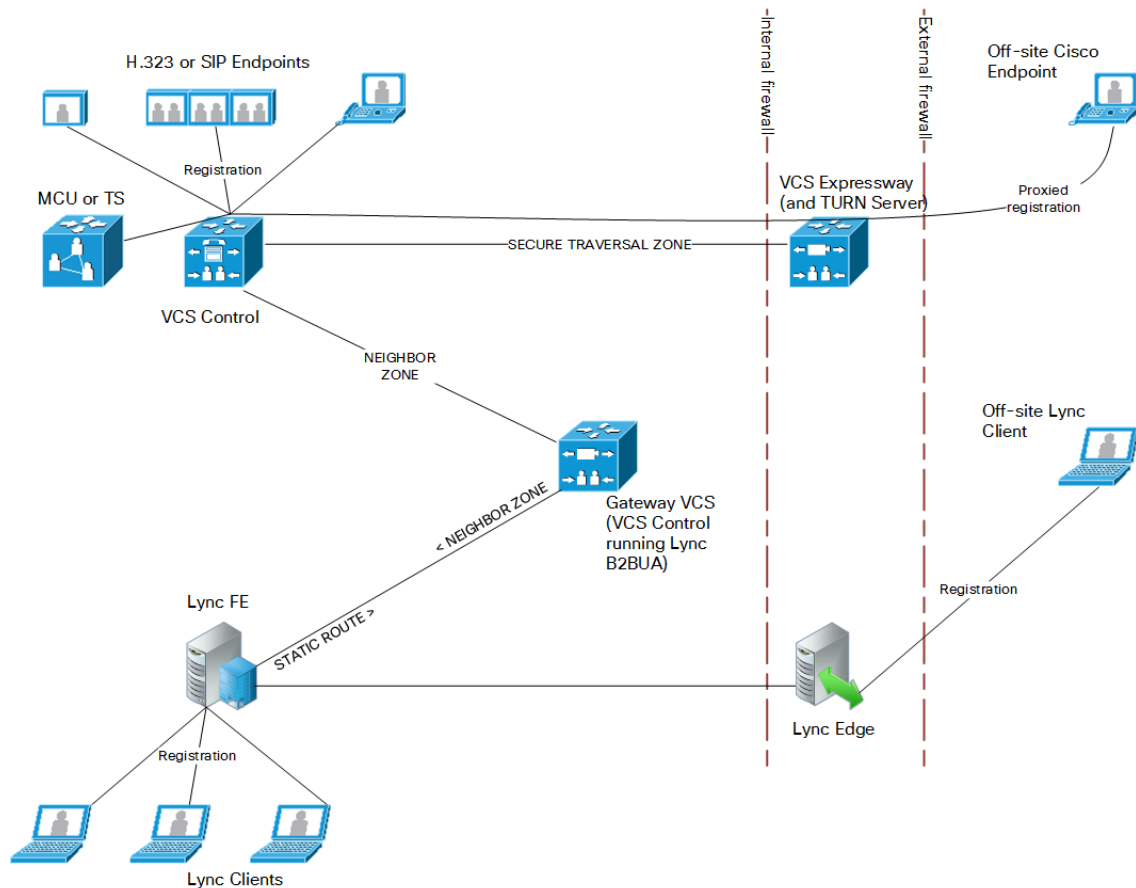 Internal firewall
External firewall
H.323 or SIP Endpoints
Off-site Cisco
Endpoint
Registration
MCU or TS
VCS Expressway
(and TURN Server)
Proxied
registration
SECURE TRAVERSAL ZONE
VCS Control
NEIGHBOR
ZONE
Off-site Lync
Client
Gateway VCS
(VCS Control
running Lync
B2BUA)
< NEIGHBOR ZONE
STATIC ROUTE >
Registration
Lync FE
Lync Edge
Registration
Lync Clients